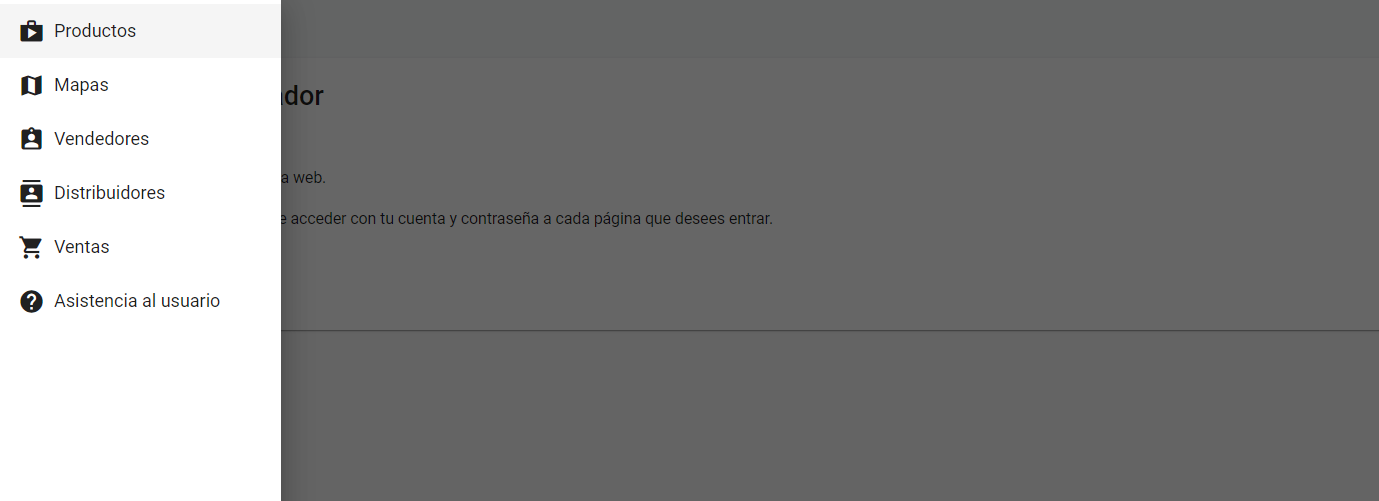 Productos
Mapas
ador
Vendedores
a web.
Distribuidores
e acceder con tu cuenta y contraseña a cada página que desees entrar.
Ventas
Asistencia al usuario